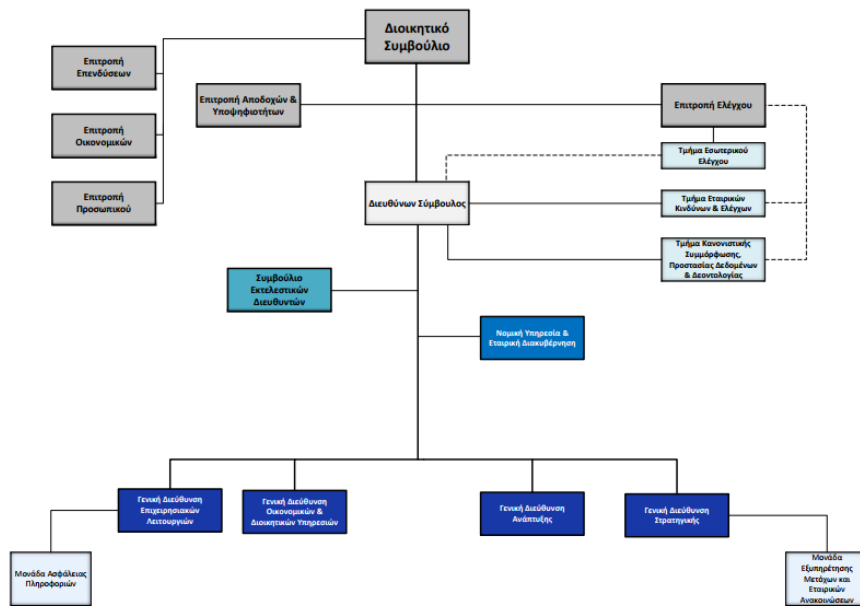 Διοικητικό
Συμβούλιο
Επιτροπή
Επενδύσεων
Επιτροπή Αποδοχών &
Υποψηφιοτήτων
Επιτροπή Ελέγχου
Επιτροπή
Οικονομικών
Τμήμα Εσωτερικού
Ελέγχου
Επιτροπή
Προσωπικού
Διευθύνων Σύμβουλος
Τμήμα Εταιρικών
Κινδύνων & Ελέγχων
Τμήμα Κανονιστικής
Συμμόρφωσης,
Προστασίας Δεδομένων
& Δεοντολογίας
Συμβούλιο
Εκτελεστικών
Διευθυντών
Νομική Υπηρεσία &
Εταιρική Διακυβέρνηση
Γενική Διεύθυνση
Επιχειρησιακών
Λειτουργιών
Γενική Διεύθυνση
Οικονομικών &
Διοικητικών Υπηρεσιών
Γενική Διεύθυνση
Ανάπτυξης
Γενική Διεύθυνση
Στρατηγικής
Μονάδα Ασφάλειας
Πληροφοριών
Μονάδα
Εξυπηρέτησης
Μετόχων και
Εταιρικών
Ανακοινώσεων